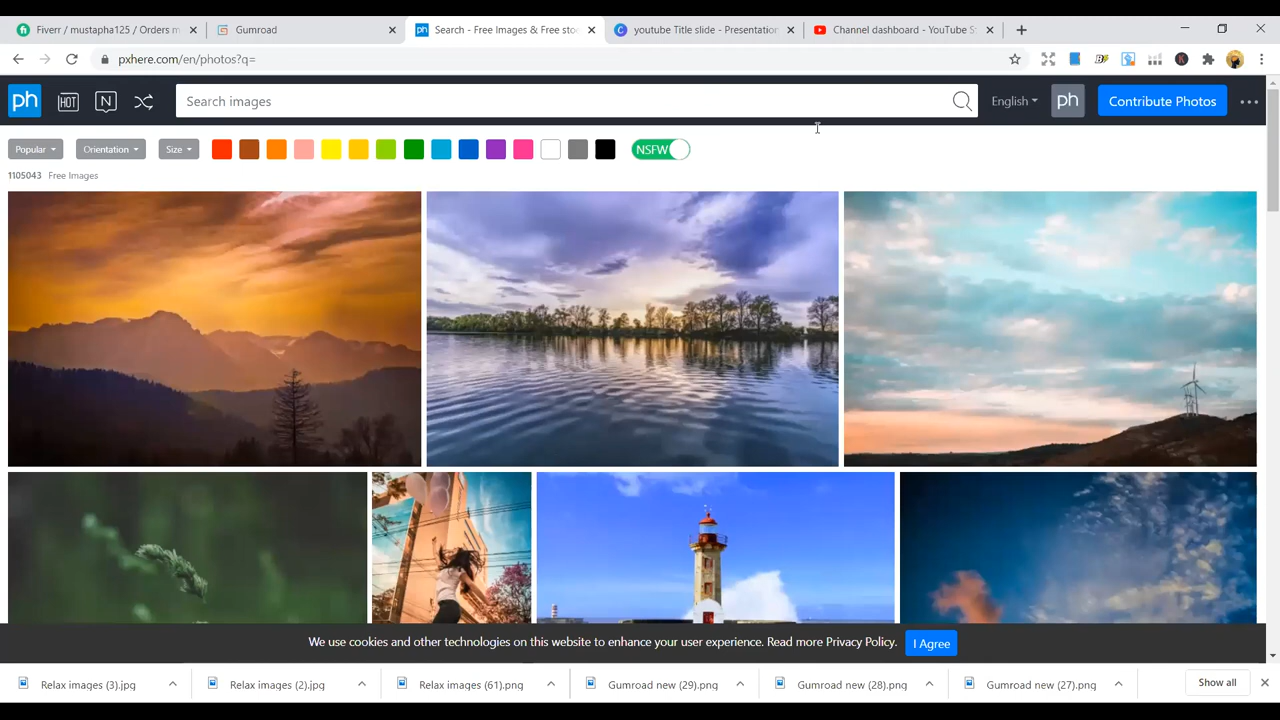 Fiverr / mustapha125 / Orders m
Gumroad
Search - Free Images & Free sto
youtube Title slide - Presentation
Channel dashboard - YouTube S
pxhere.com/en/photos?q=
ph
HOT
N
Search images
English
ph
Contribute Photos
Popular
Orientation
Size
NSFW
1105043 Free Images
We use cookies and other technologies on this website to enhance your user experience. Read more Privacy Policy.
I Agree
Relax images (3).jpg
Relax images (2).jpg
Relax images (61).png
Gumroad new (29).png
Gumroad new (28).png
Gumroad new (27).png
Show all